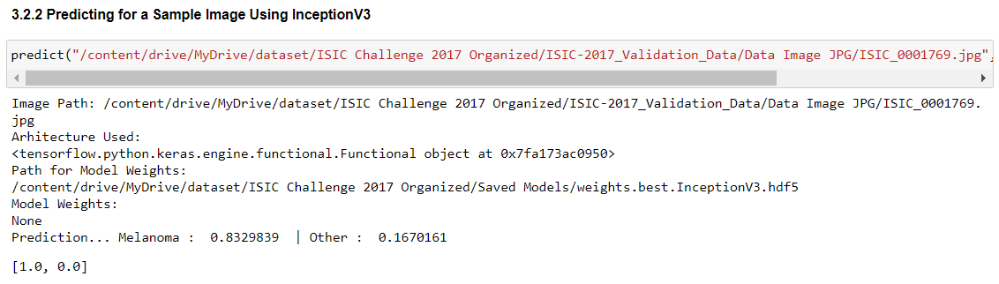 3.2.2 Predicting for a Sample Image Using InceptionV3
predict("/content/drive/MyDrive/dataset/ISIC Challenge 2017 Organized/ISIC-2017_Validation_Data/Data Image JPG/ISIC_0001769.jpg",
Image Path: /content/drive/MyDrive/dataset/ISIC Challenge 2017 Organized/ISIC-2017_Validation_Data/Data Image JPG/ISIC_0001769.
jpg
Arhitecture Used:
<tensorflow.python.keras.engine.functional.Functional object at 0x7fa173ac0950>
Path for Model Weights:
/content/drive/MyDrive/dataset/ISIC Challenge 2017 Organized/Saved Models/weights.best.InceptionV3.hdf5
Model Weights:
None
Prediction... Melanoma :  0.8329839  | Other :  0.1670161
[1.0, 0.0]